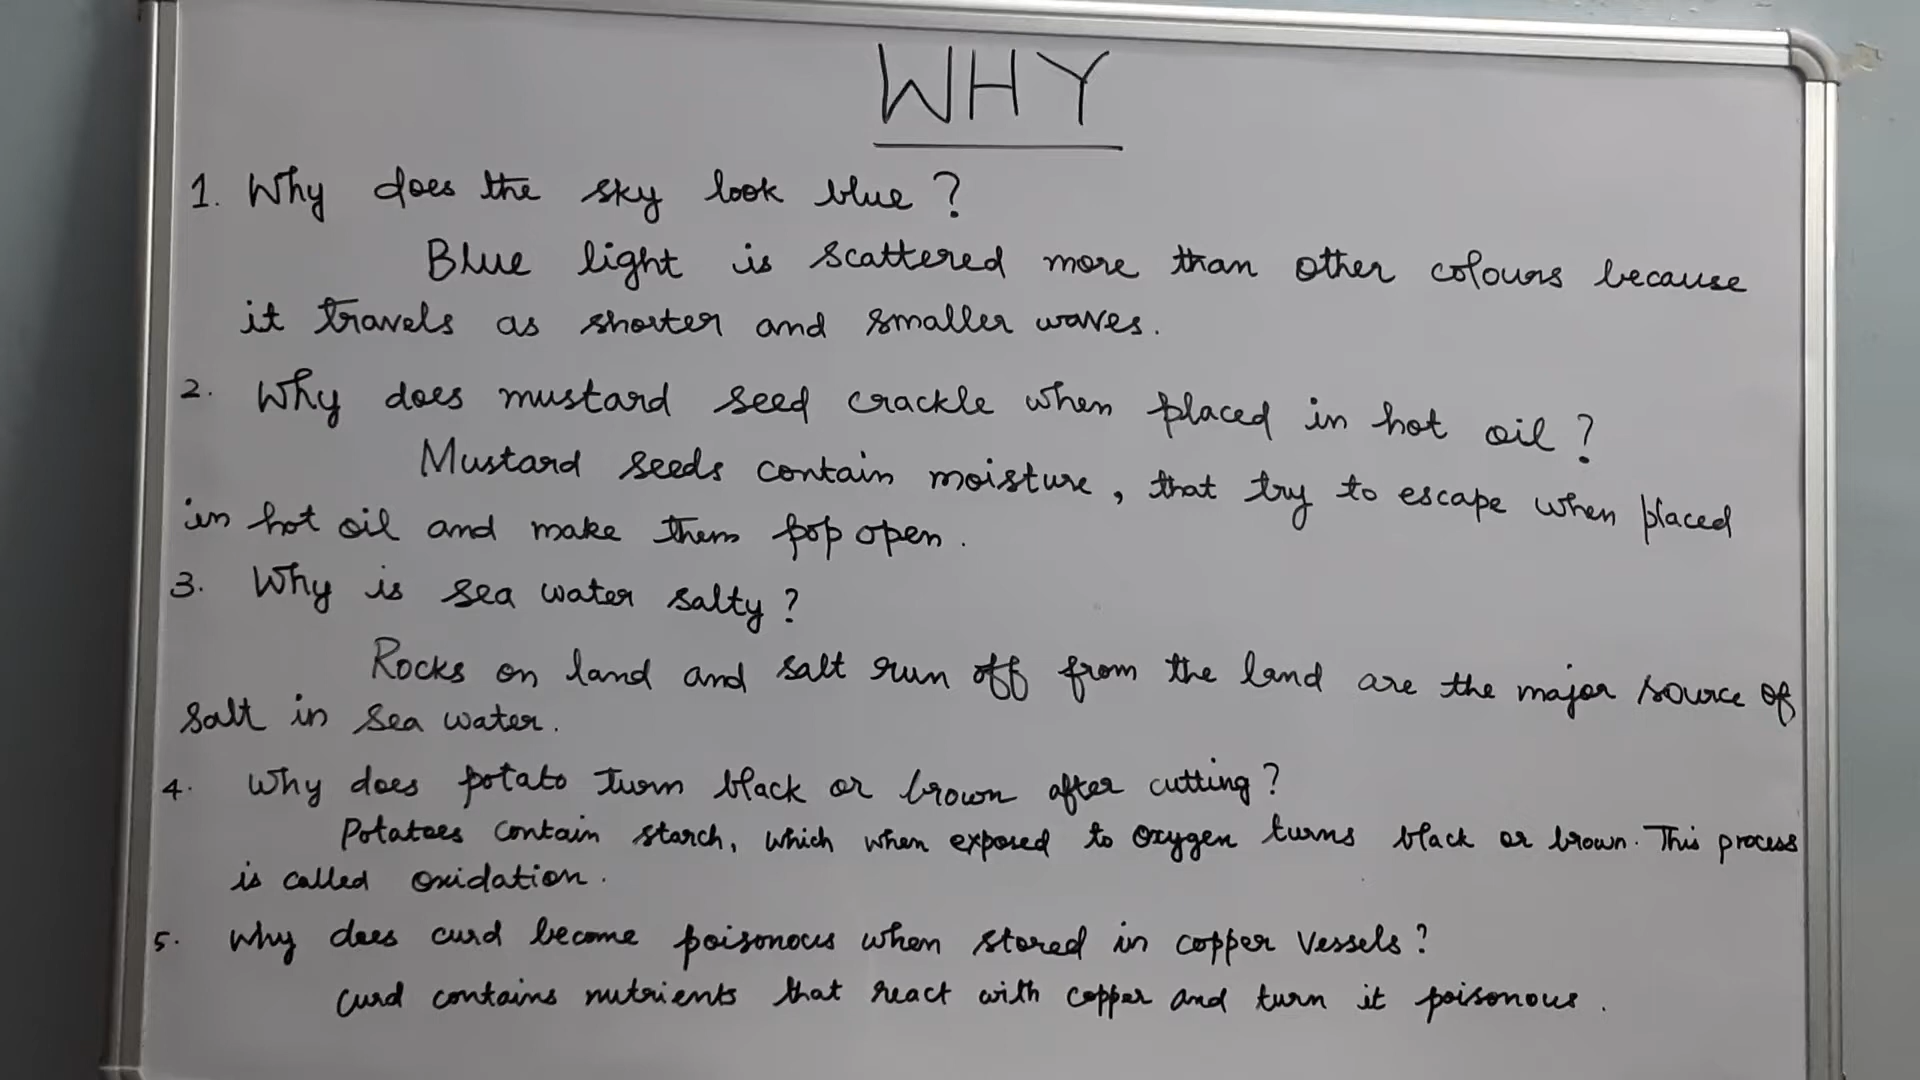 WHY
1. Why does the sky look blue?
Blue light is scattered more than other colours because
it travels as shorter and smaller waves.
2. Why does mustard seed crackle when placed in hot oil?
Mustard seeds contain moisture, that try to escape when placed
in hot oil and make them pop open.
3. Why is sea water salty?
Rocks on land and salt run off from the land are the major source of
salt in sea water.
4. Why does potato turn black or brown after cutting?
Potatoes contain starch, which when exposed to oxygen turns black or brown. This process
is called oxidation.
5. Why does curd become poisonous when stored in copper vessels?
Curd contains nutrients that react with copper and turn it poisonous.